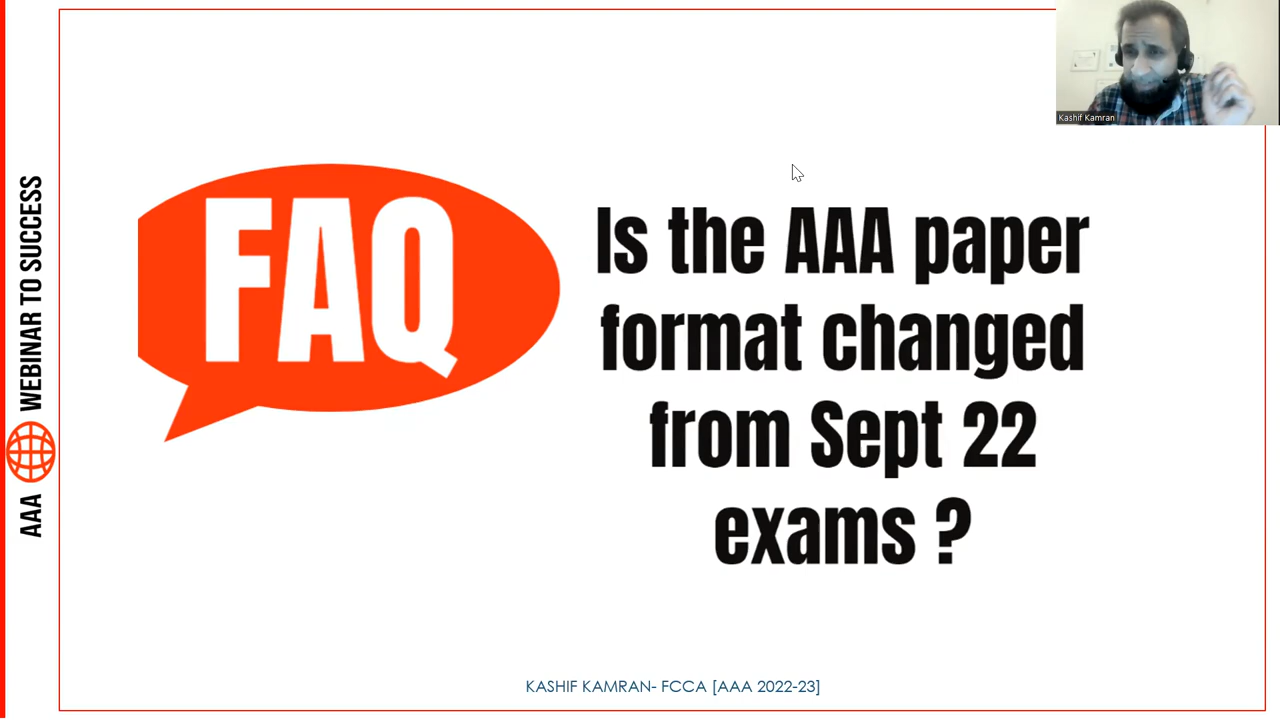 Kashif Kamran
AAA WEBINAR TO SUCCESS
FAQ
Is the AAA paper
format changed
from Sept 22
exams ?
KASHIF KAMRAN- FCCA [AAA 2022-23]